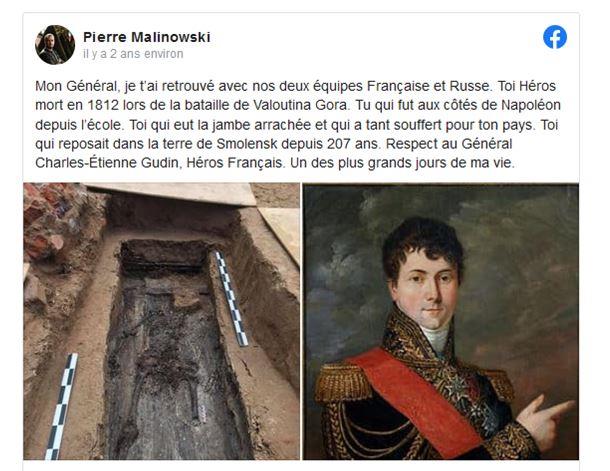 Pierre Malinowski
il y a 2 ans environ
Mon Général, je t'ai retrouvé avec nos deux équipes Française et Russe. Toi Héros
mort en 1812 lors de la bataille de Valoutina Gora. Tu qui fut aux côtés de Napoléon
depuis l'école. Toi qui eut la jambe arrachée et qui a tant souffert pour ton pays. Toi
qui reposait dans la terre de Smolensk depuis 207 ans. Respect au Général
Charles-Étienne Gudin, Héros Français. Un des plus grands jours de ma vie.